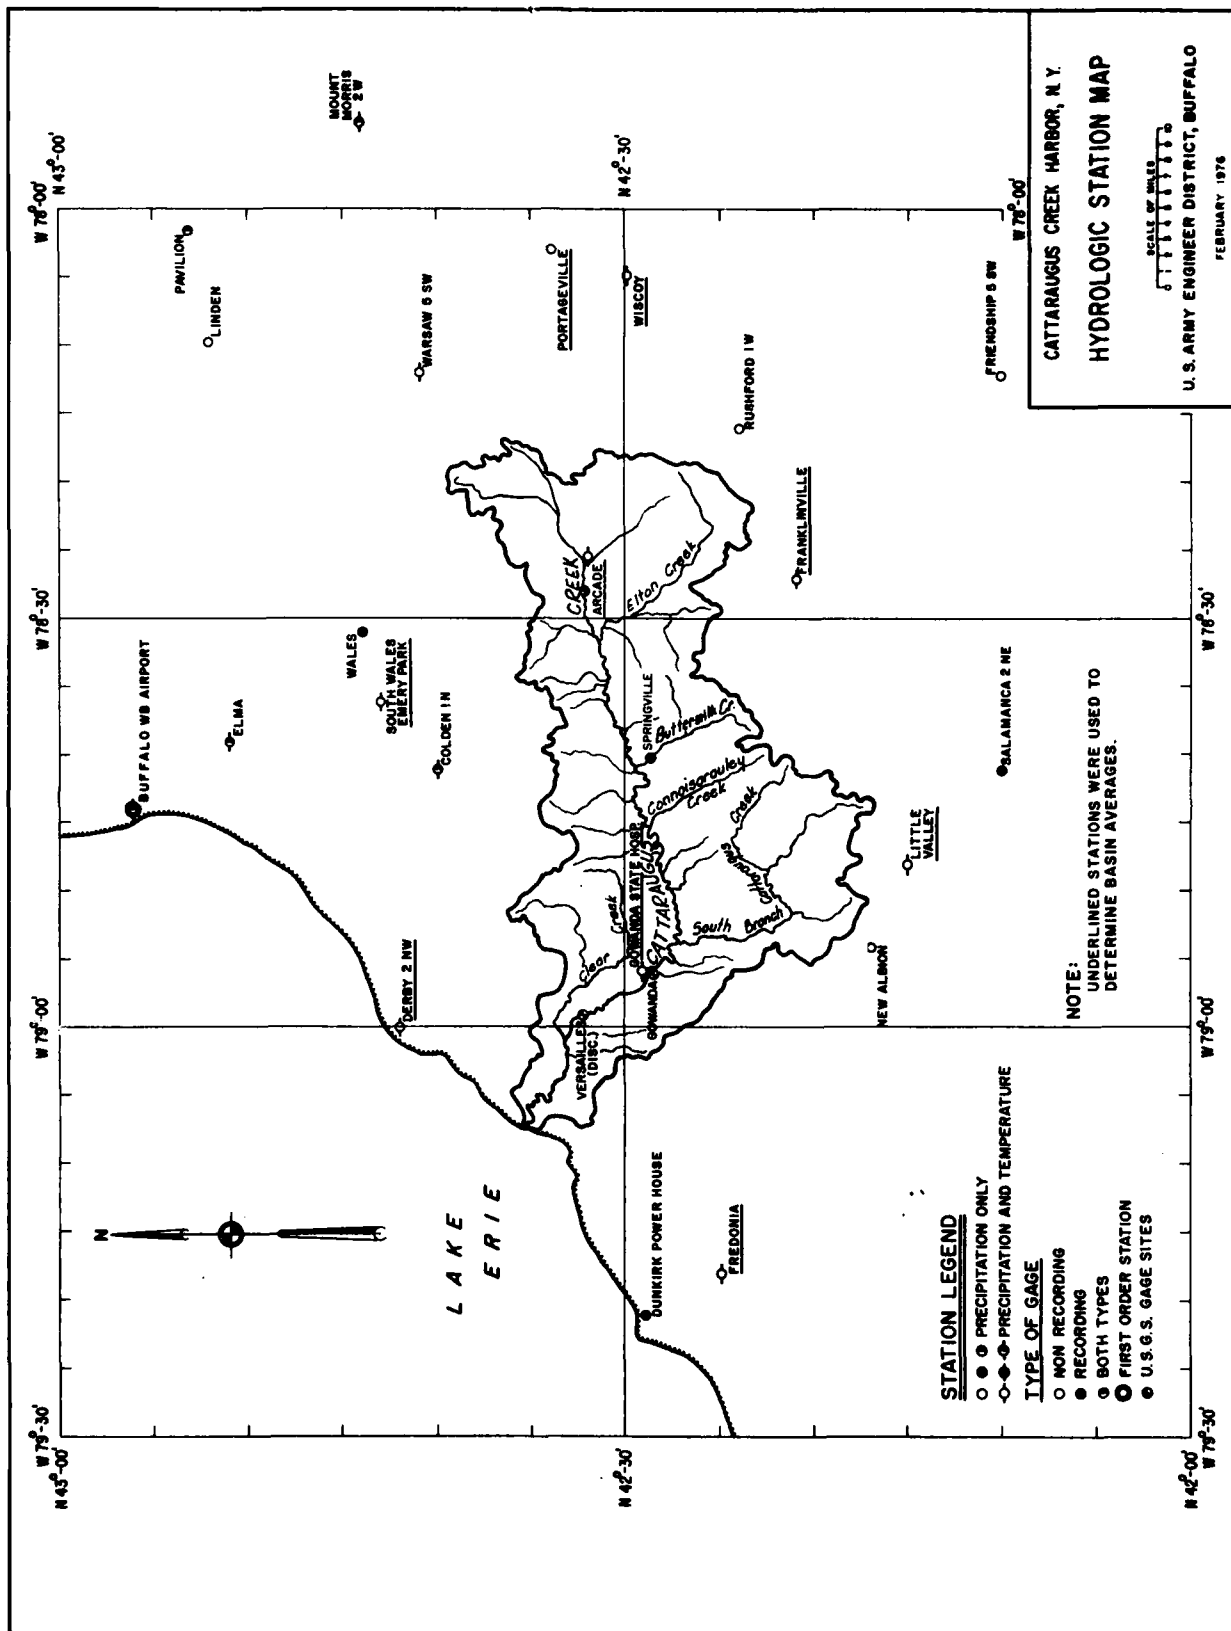 W 79°-30'
W 79°-00'
W 78°-30'
W 78°-00'
N 43°-00'
N 43°-00'
MOUNT
MORRIS
2 W
BUFFALO WB AIRPORT
PAVILION
LINDEN
ELMA
WALES
SOUTH WALES
EMERY PARK
COLDEN 1 N
WARSAW 5 SW
DERBY 2 NW
N
LAKE
ERIE
PORTAGEVILLE
CREEK
ARCADE
Elton Creek
WISCOY
N 42°-30'
N 42°-30'
VERSAILLES
(DISC.)
Clear Creek
GOWANDA STATE HOSP.
GOWANDA
CATTARAUGUS
SPRINGVILLE
Buttermilk Cr.
Connoisarauley
Creek
South Branch
Cattaraugus
Creek
DUNKIRK POWER HOUSE
FREDONIA
RUSHFORD 1 W
FRANKLINVILLE
LITTLE
VALLEY
NEW ALBION
SALAMANCA 2 NE
FRIENDSHIP 5 SW
W 78°-00'
STATION LEGEND
PRECIPITATION ONLY
PRECIPITATION AND TEMPERATURE
TYPE OF GAGE
NON RECORDING
RECORDING
BOTH TYPES
FIRST ORDER STATION
U.S.G.S. GAGE SITES
NOTE:
UNDERLINED STATIONS WERE USED TO
DETERMINE BASIN AVERAGES.
N 42°-00'
W 79°-30'
CATTARAUGUS CREEK HARBOR, N.Y.
HYDROLOGIC STATION MAP
SCALE OF MILES
U.S. ARMY ENGINEER DISTRICT, BUFFALO
FEBRUARY 1976